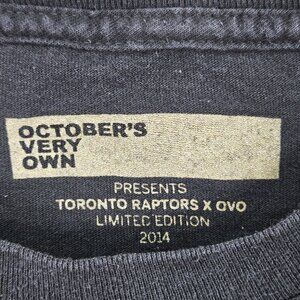 OCTOBER'S
VERY
OWN
PRESENTS
TORONTO RAPTORS X OVO
LIMITED EDITION
2014